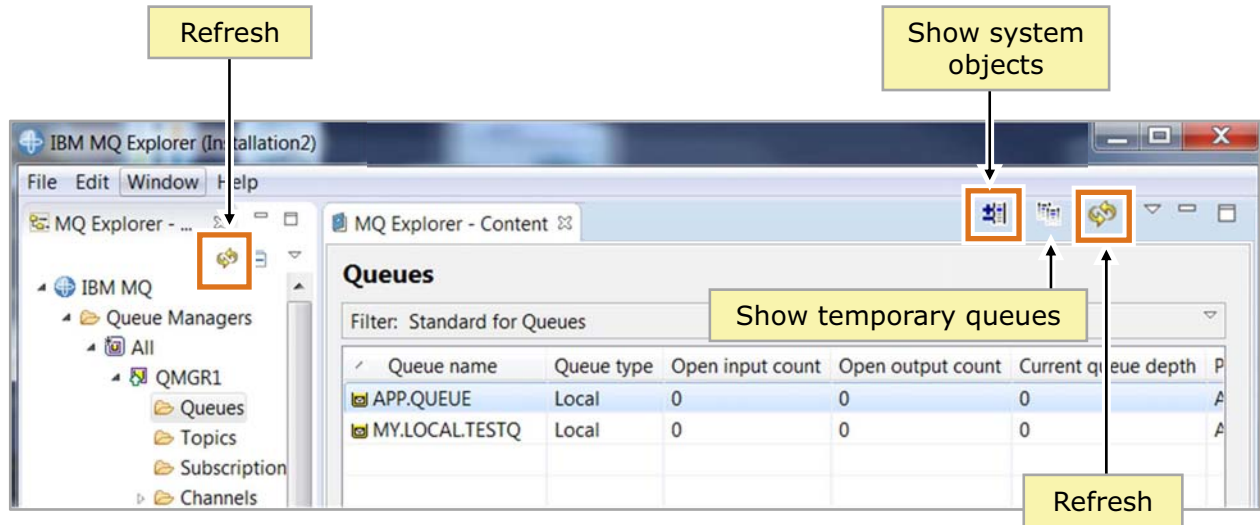 Refresh
Show system
objects
IBM MQ Explorer (Installation2)
File Edit Window Help
MQ Explorer - ...
MQ Explorer - Content
IBM MQ
Queue Managers
All
QMGR1
Queues
Topics
Subscription
Channels
Queues
Show temporary queues
Filter: Standard for Queues
Queue name Queue type Open input count Open output count Current queue depth P
APP.QUEUE Local 0 0 0 A
MY.LOCAL.TESTQ Local 0 0 0 A
Refresh